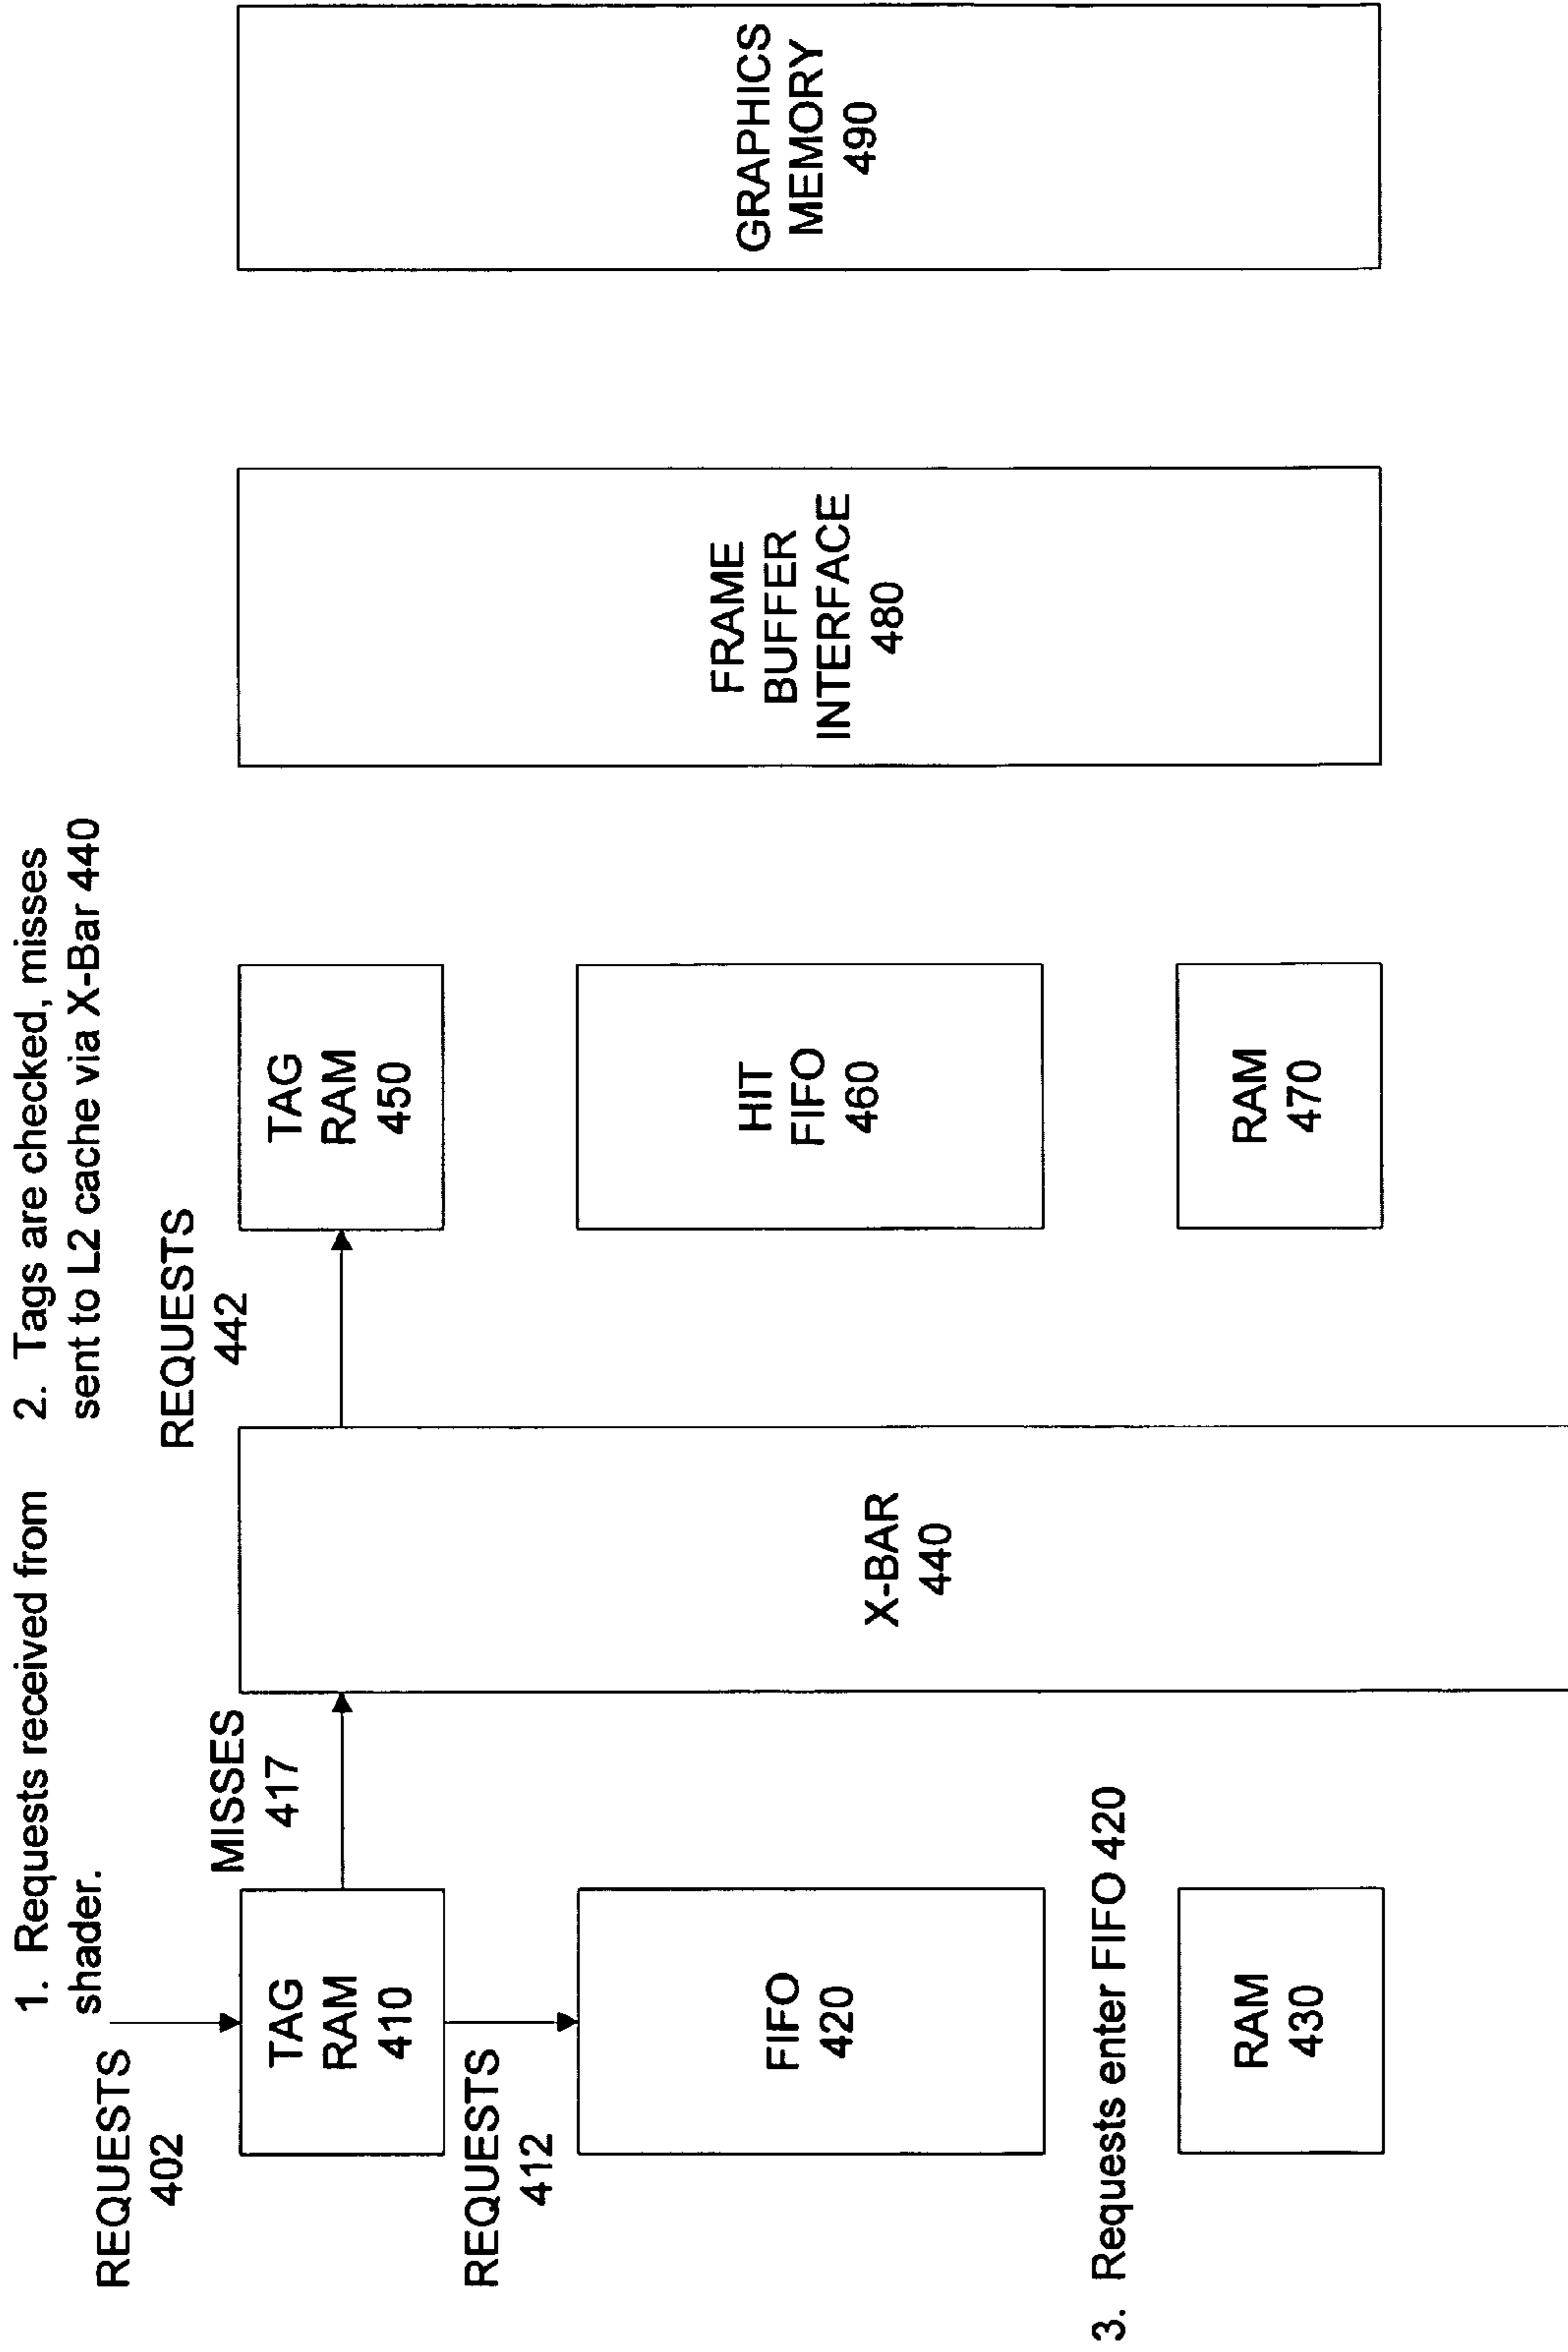 1. Requests received from
shader.
2. Tags are checked, misses
sent to L2 cache via X-Bar 440
REQUESTS
402
MISSES
417
REQUESTS
442
TAG
RAM
410
REQUESTS
412
FIFO
420
3. Requests enter FIFO 420
RAM
430
X-BAR
440
TAG
RAM
450
HIT
FIFO
460
RAM
470
FRAME
BUFFER
INTERFACE
480
GRAPHICS
MEMORY
490